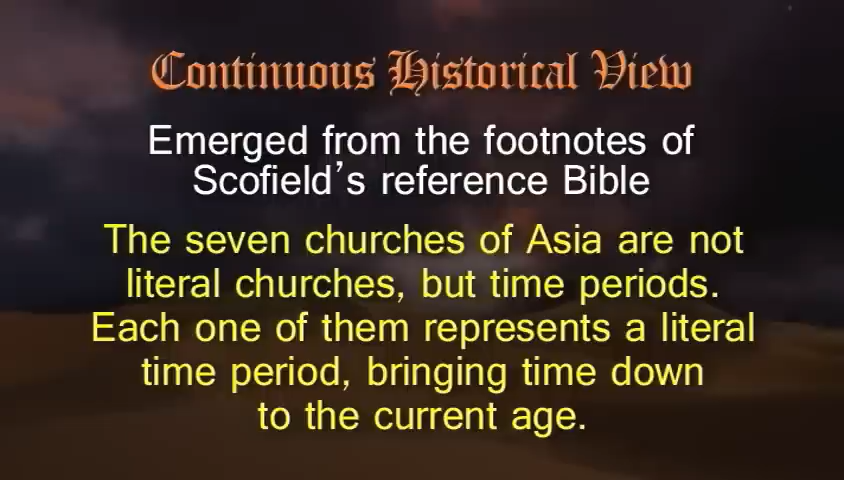 Continuous Historical View
Emerged from the footnotes of
Scofield's reference Bible
The seven churches of Asia are not
literal churches, but time periods.
Each one of them represents a literal
time period, bringing time down
to the current age.